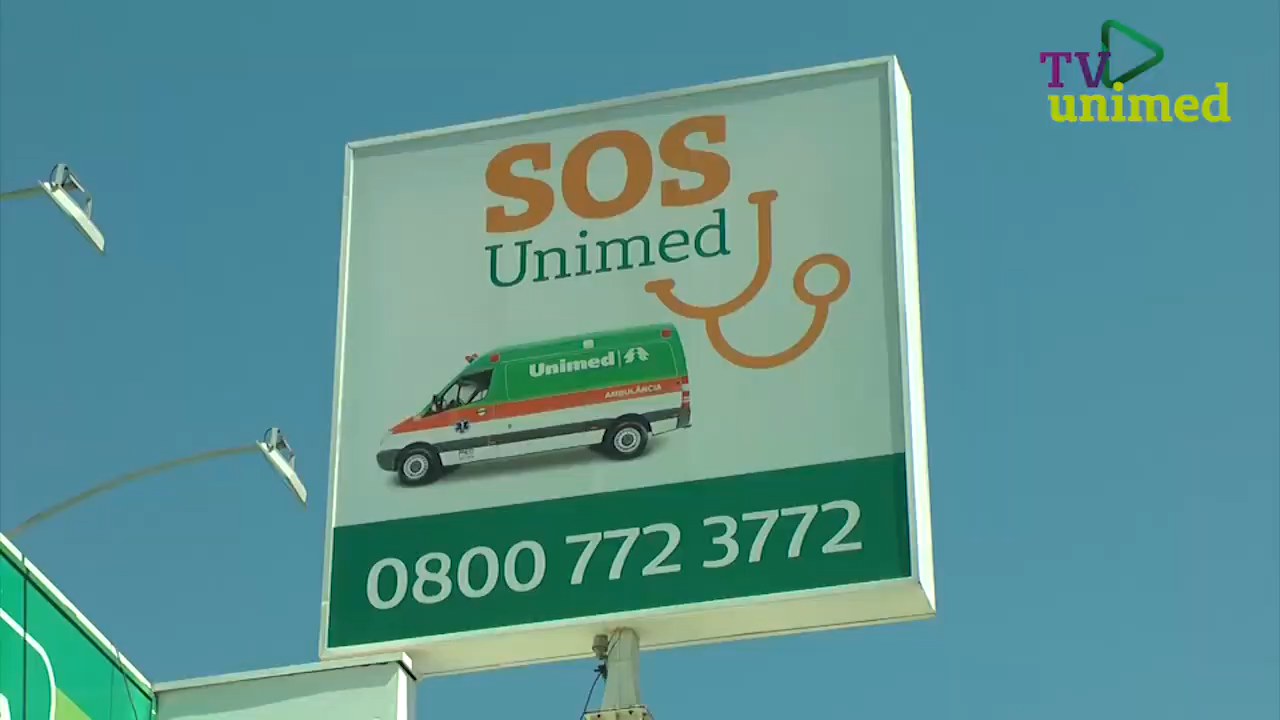 TV
unimed
SOS
Unimed
Unimed
AMBULÂNCIA
0800 772 3772